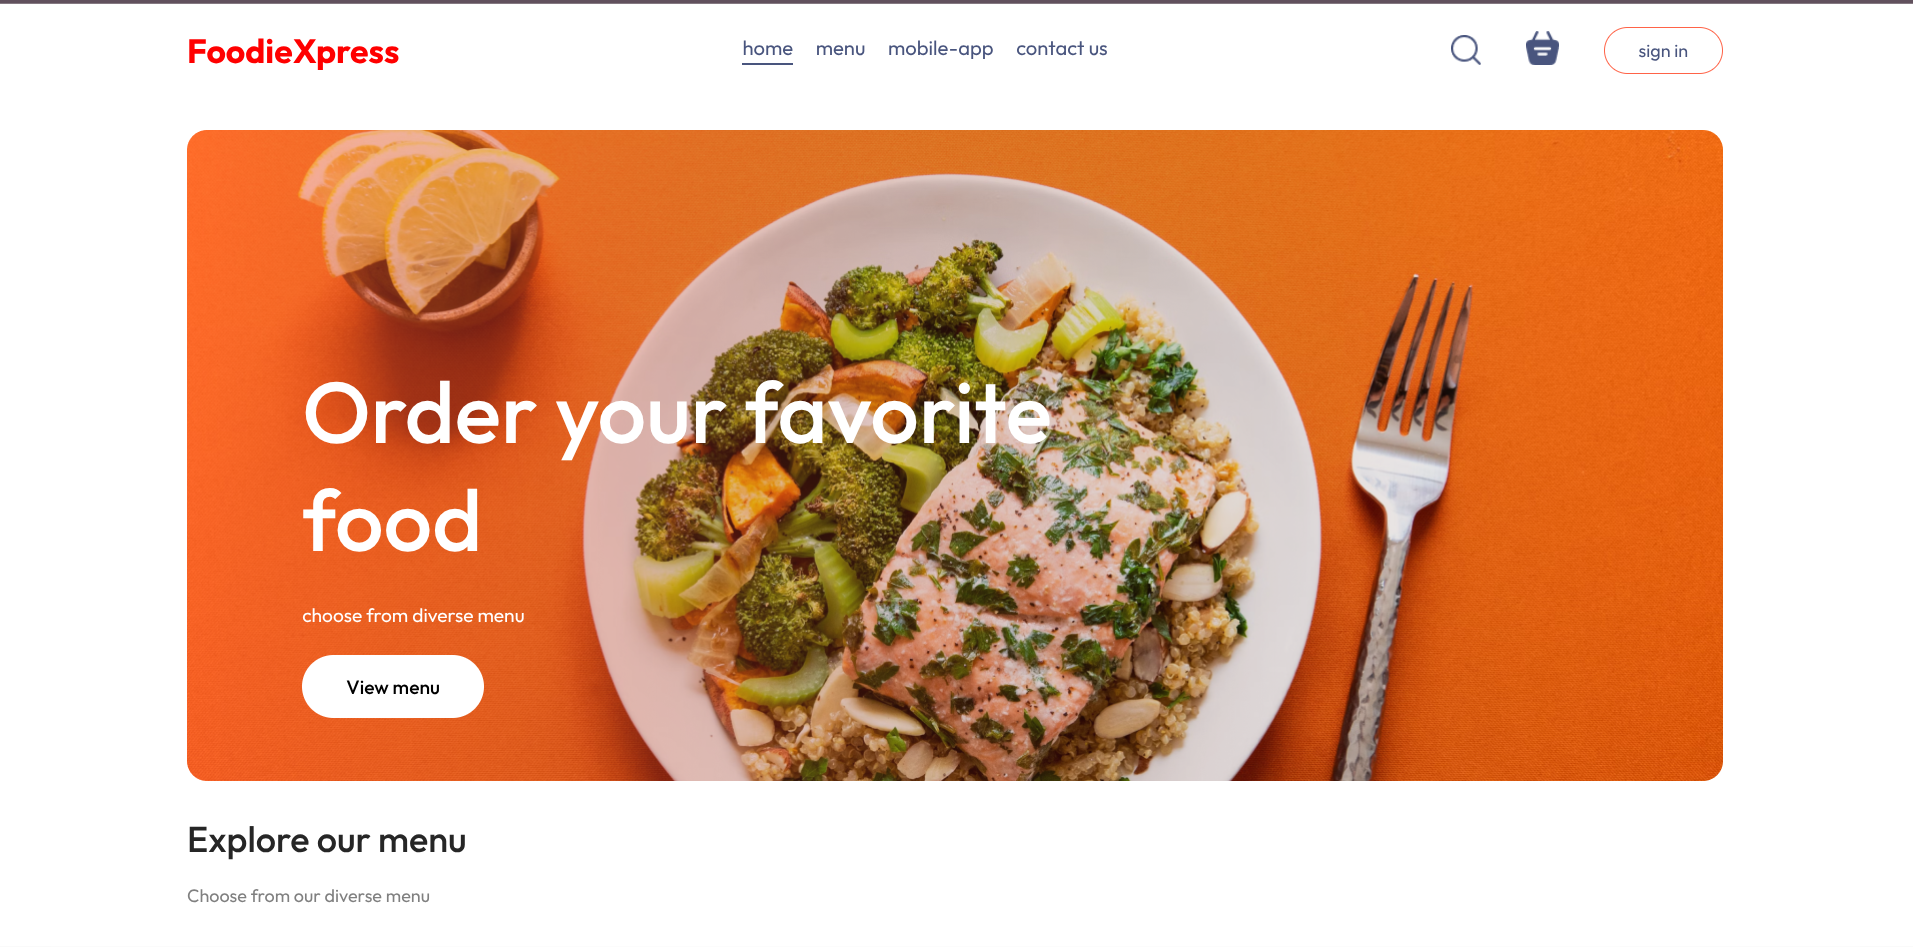 FoodieXpress
home menu mobile-app contact us
sign in
Order your favorite
food
choose from diverse menu
View menu
Explore our menu
Choose from our diverse menu